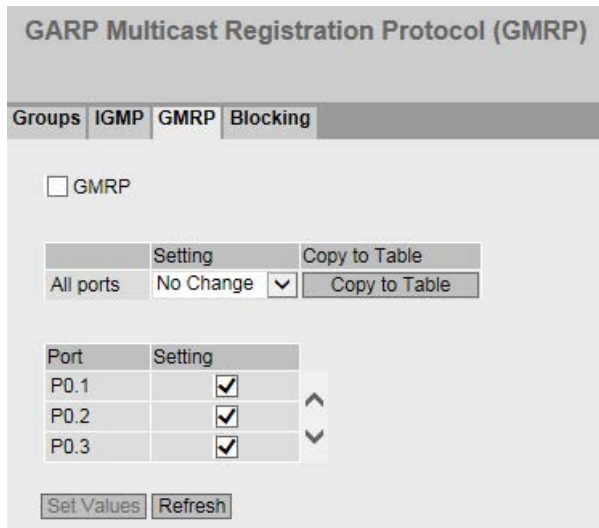 GARP Multicast Registration Protocol (GMRP)
Groups IGMP GMRP Blocking
GMRP
Setting Copy to Table
All ports No Change Copy to Table
Port Setting
P0.1
P0.2
P0.3
Set Values Refresh